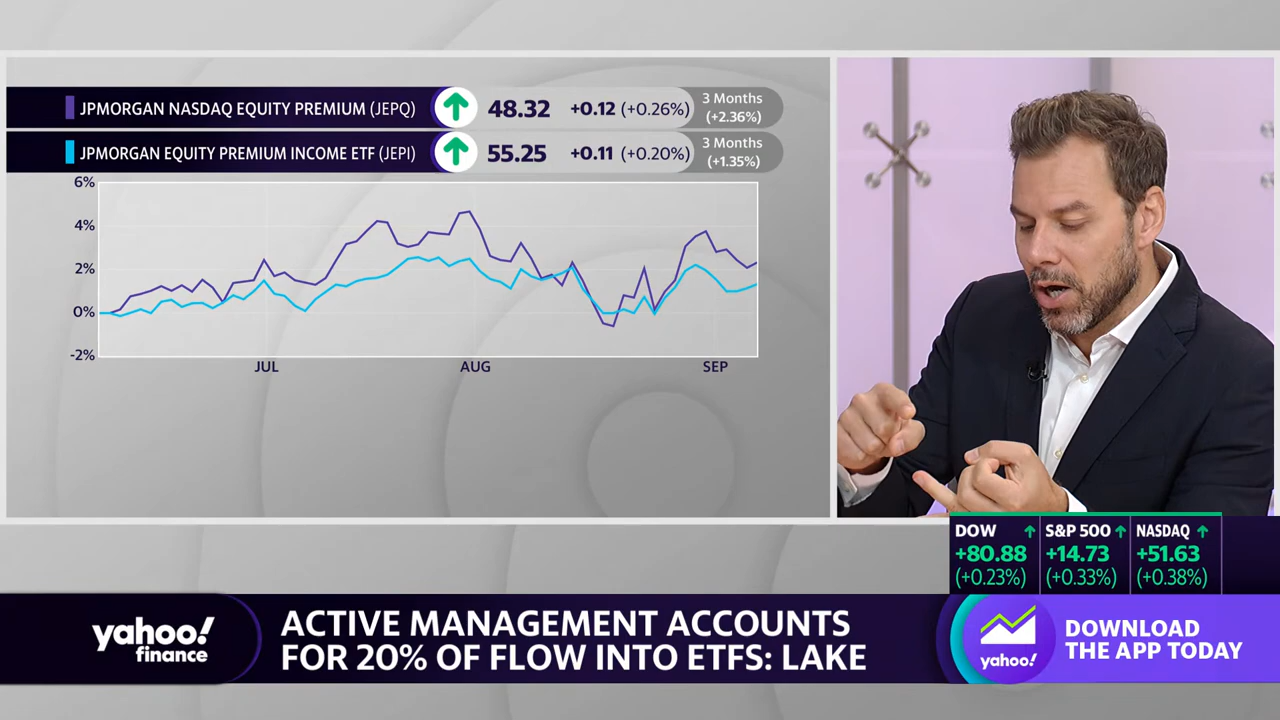 JPMORGAN NASDAQ EQUITY PREMIUM (JEPQ) 48.32 +0.12 (+0.26%) 3 Months (+2.36%)
JPMORGAN EQUITY PREMIUM INCOME ETF (JEPI) 55.25 +0.11 (+0.20%) 3 Months (+1.35%)
6%
4%
2%
0%
-2%
JUL AUG SEP
DOW S&P 500 NASDAQ
+80.88 +14.73 +51.63
(+0.23%) (+0.33%) (+0.38%)
yahoo!
finance
ACTIVE MANAGEMENT ACCOUNTS
FOR 20% OF FLOW INTO ETFS: LAKE
yahoo!
DOWNLOAD
THE APP TODAY